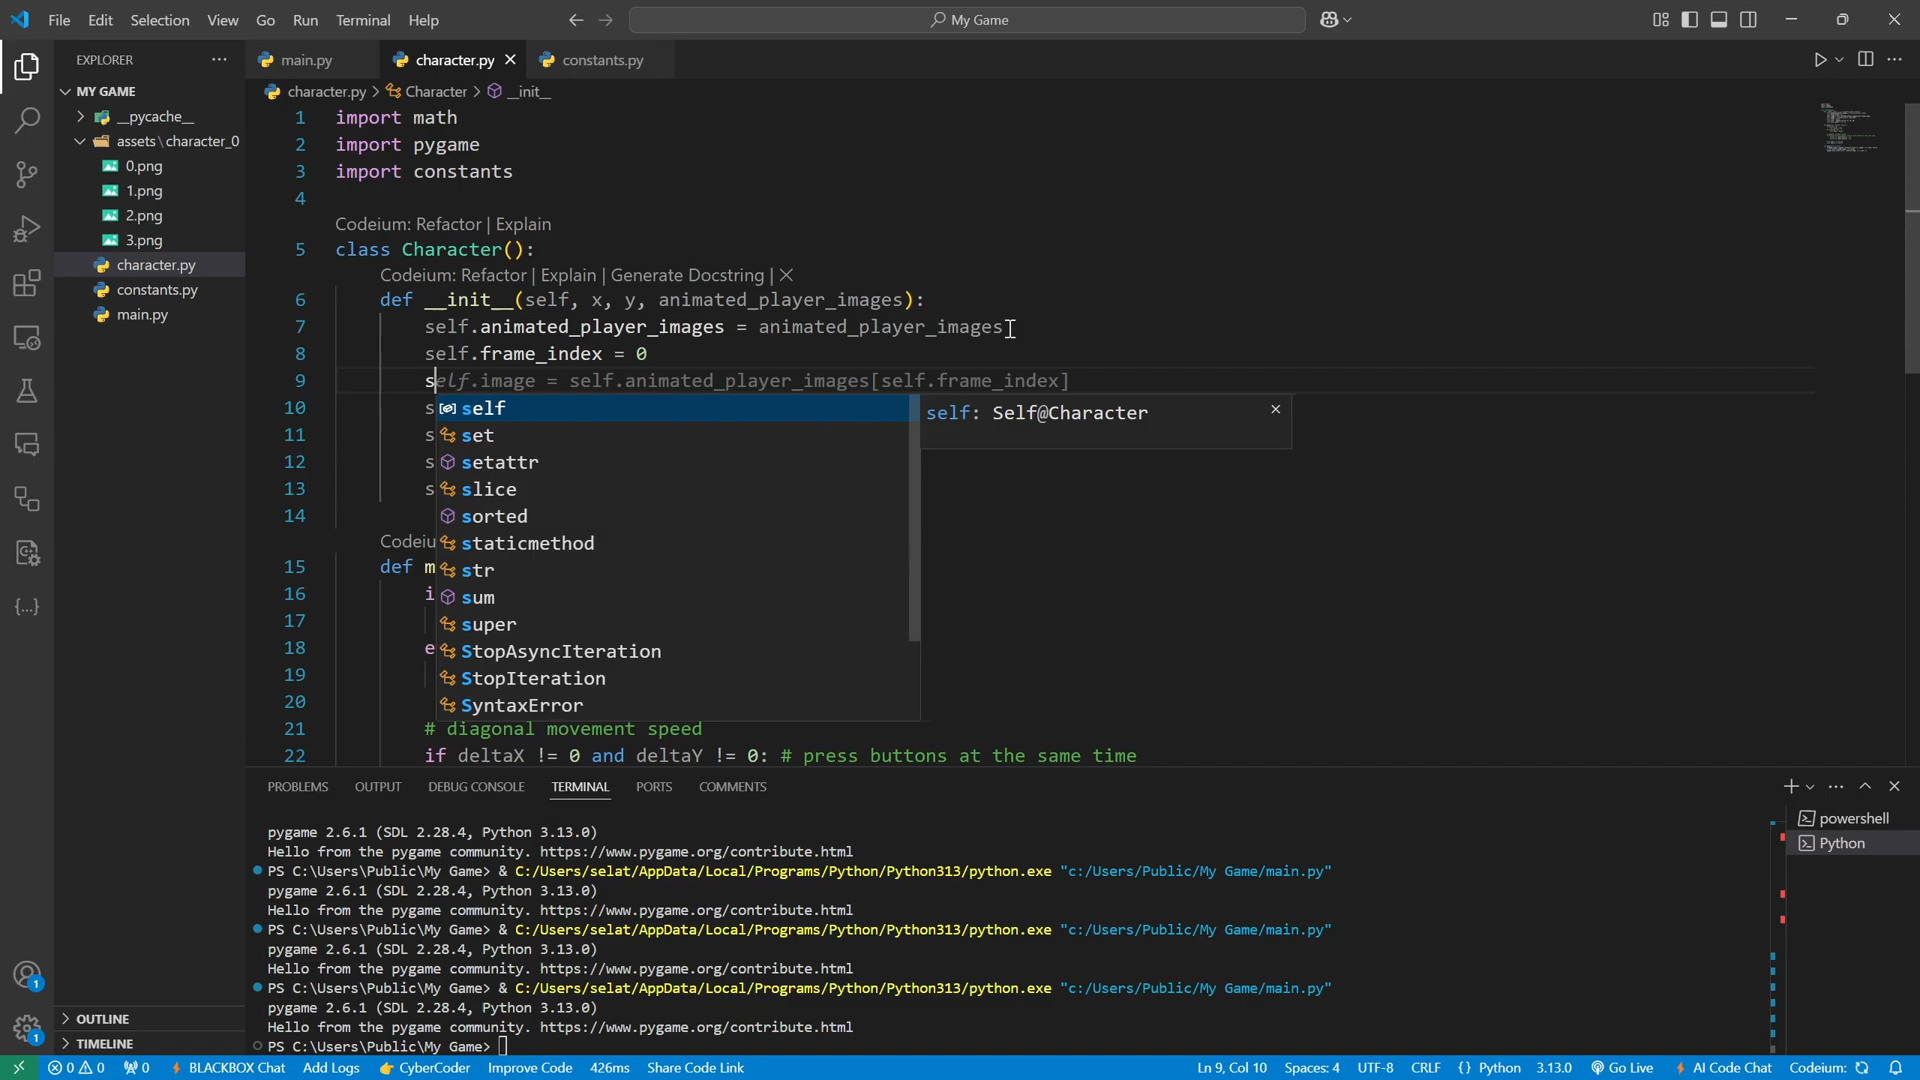 File Edit Selection View Go Run Terminal Help
My Game
EXPLORER
main.py
character.py
constants.py
MY GAME
__pycache__
assets\character_0
0.png
1.png
2.png
3.png
character.py
constants.py
main.py
OUTLINE
TIMELINE
character.py > Character > __init__
1 import math
2 import pygame
3 import constants
4
Codeium: Refactor | Explain
5 class Character():
Codeium: Refactor | Explain | Generate Docstring | ×
6 def __init__(self, x, y, animated_player_images):
7 self.animated_player_images = animated_player_images
8 self.frame_index = 0
9 self.image = self.animated_player_images[self.frame_index]
10 s
11 s
12 s
13 s
14
self
set
setattr
slice
sorted
staticmethod
str
sum
super
StopAsyncIteration
StopIteration
SyntaxError
self: Self@Character
Codeiu
15 def m
16 i
17
18 e
19
20
21 # diagonal movement speed
22 if deltaX != 0 and deltaY != 0: # press buttons at the same time
PROBLEMS OUTPUT DEBUG CONSOLE TERMINAL PORTS COMMENTS
pygame 2.6.1 (SDL 2.28.4, Python 3.13.0)
Hello from the pygame community. https://www.pygame.org/contribute.html
PS C:\Users\Public\My Game> & C:/Users/selat/AppData/Local/Programs/Python/Python313/python.exe "c:/Users/Public/My Game/main.py"
pygame 2.6.1 (SDL 2.28.4, Python 3.13.0)
Hello from the pygame community. https://www.pygame.org/contribute.html
PS C:\Users\Public\My Game> & C:/Users/selat/AppData/Local/Programs/Python/Python313/python.exe "c:/Users/Public/My Game/main.py"
pygame 2.6.1 (SDL 2.28.4, Python 3.13.0)
Hello from the pygame community. https://www.pygame.org/contribute.html
PS C:\Users\Public\My Game> & C:/Users/selat/AppData/Local/Programs/Python/Python313/python.exe "c:/Users/Public/My Game/main.py"
pygame 2.6.1 (SDL 2.28.4, Python 3.13.0)
Hello from the pygame community. https://www.pygame.org/contribute.html
PS C:\Users\Public\My Game>
powershell
Python
1
1
0 0 0 BLACKBOX Chat Add Logs CyberCoder Improve Code 426ms Share Code Link Ln 9, Col 10 Spaces: 4 UTF-8 CRLF {} Python 3.13.0 Go Live AI Code Chat Codeium: